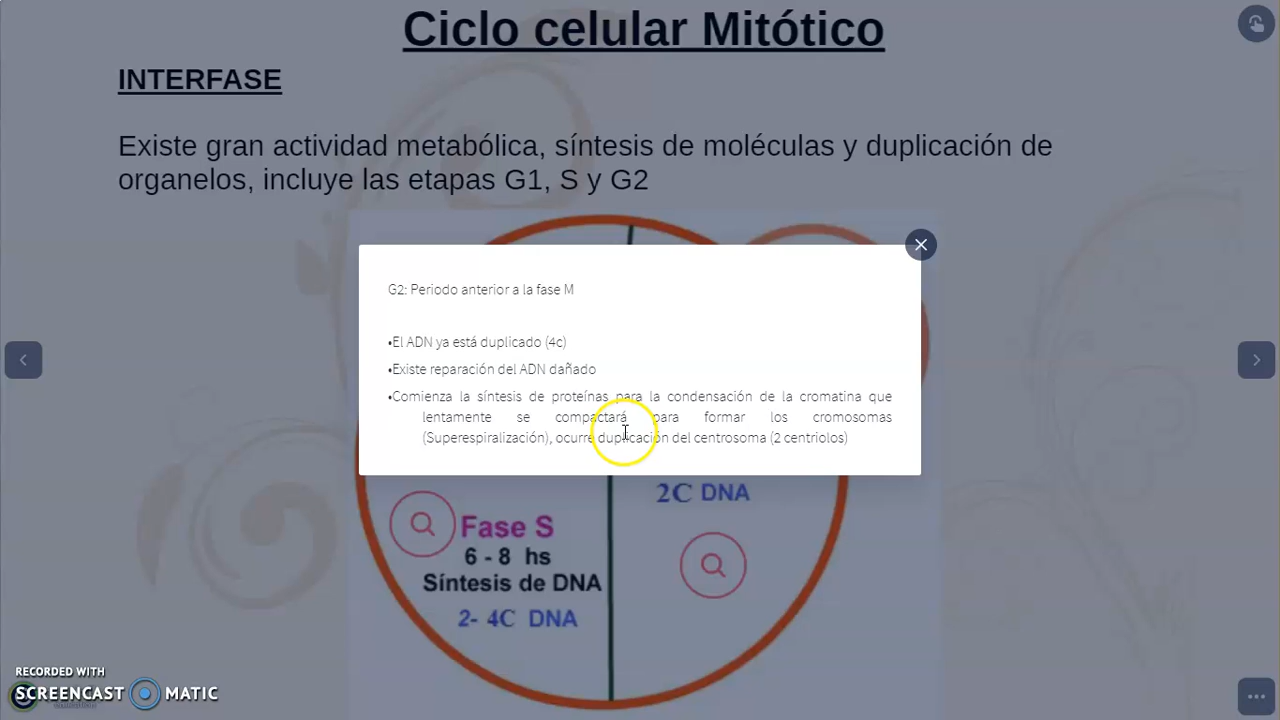 Ciclo celular Mitótico
INTERFASE
Existe gran actividad metabólica, síntesis de moléculas y duplicación de
organelos, incluye las etapas G1, S y G2
G2: Periodo anterior a la fase M
•El ADN ya está duplicado (4c)
•Existe reparación del ADN dañado
•Comienza la síntesis de proteínas para la condensación de la cromatina que
lentamente se compactará para formar los cromosomas
(Superespiralización), ocurre duplicación del centrosoma (2 centriolos)
2C DNA
Fase S
6 - 8 hs
Síntesis de DNA
2- 4C DNA
RECORDED WITH
SCREENCAST MATIC